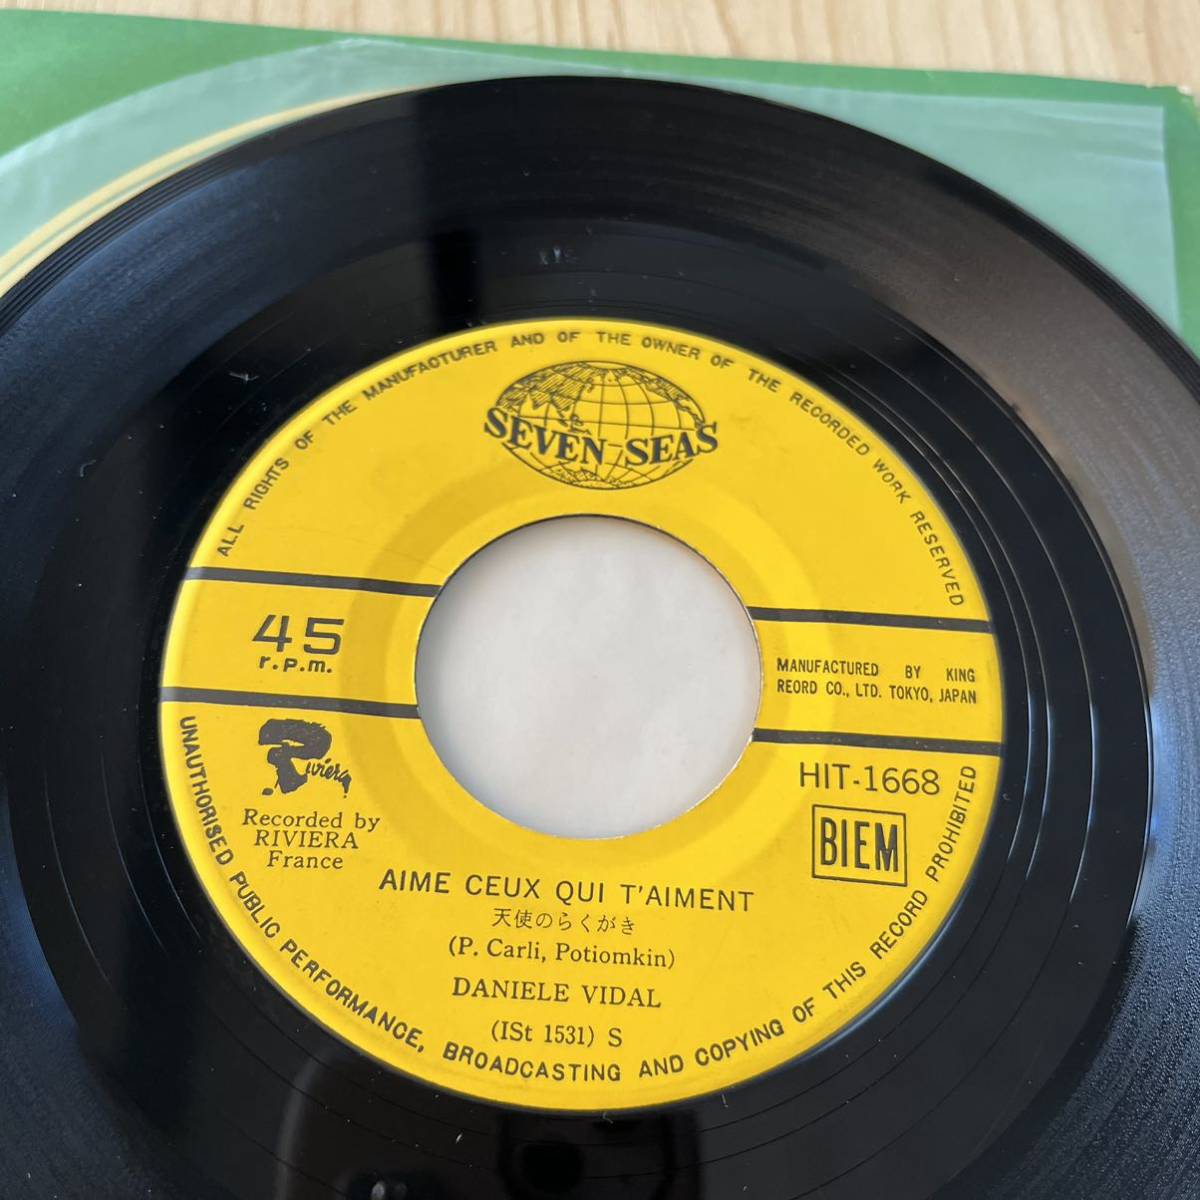 ALL RIGHTS OF THE MANUFACTURER AND OF THE OWNER OF THE RECORDED WORK RESERVED
SEVEN SEAS
45
r.p.m.
MANUFACTURED BY KING
REORD CO., LTD. TOKYO, JAPAN
Riviera
Recorded by
RIVIERA
France
HIT-1668
BIEM
AIME CEUX QUI T'AIMENT
天使のらくがき
(P. Carli, Potiomkin)
DANIELE VIDAL
(ISt 1531) S
UNAUTHORISED PUBLIC PERFORMANCE, BROADCASTING AND COPYING OF THIS RECORD PROHIBITED